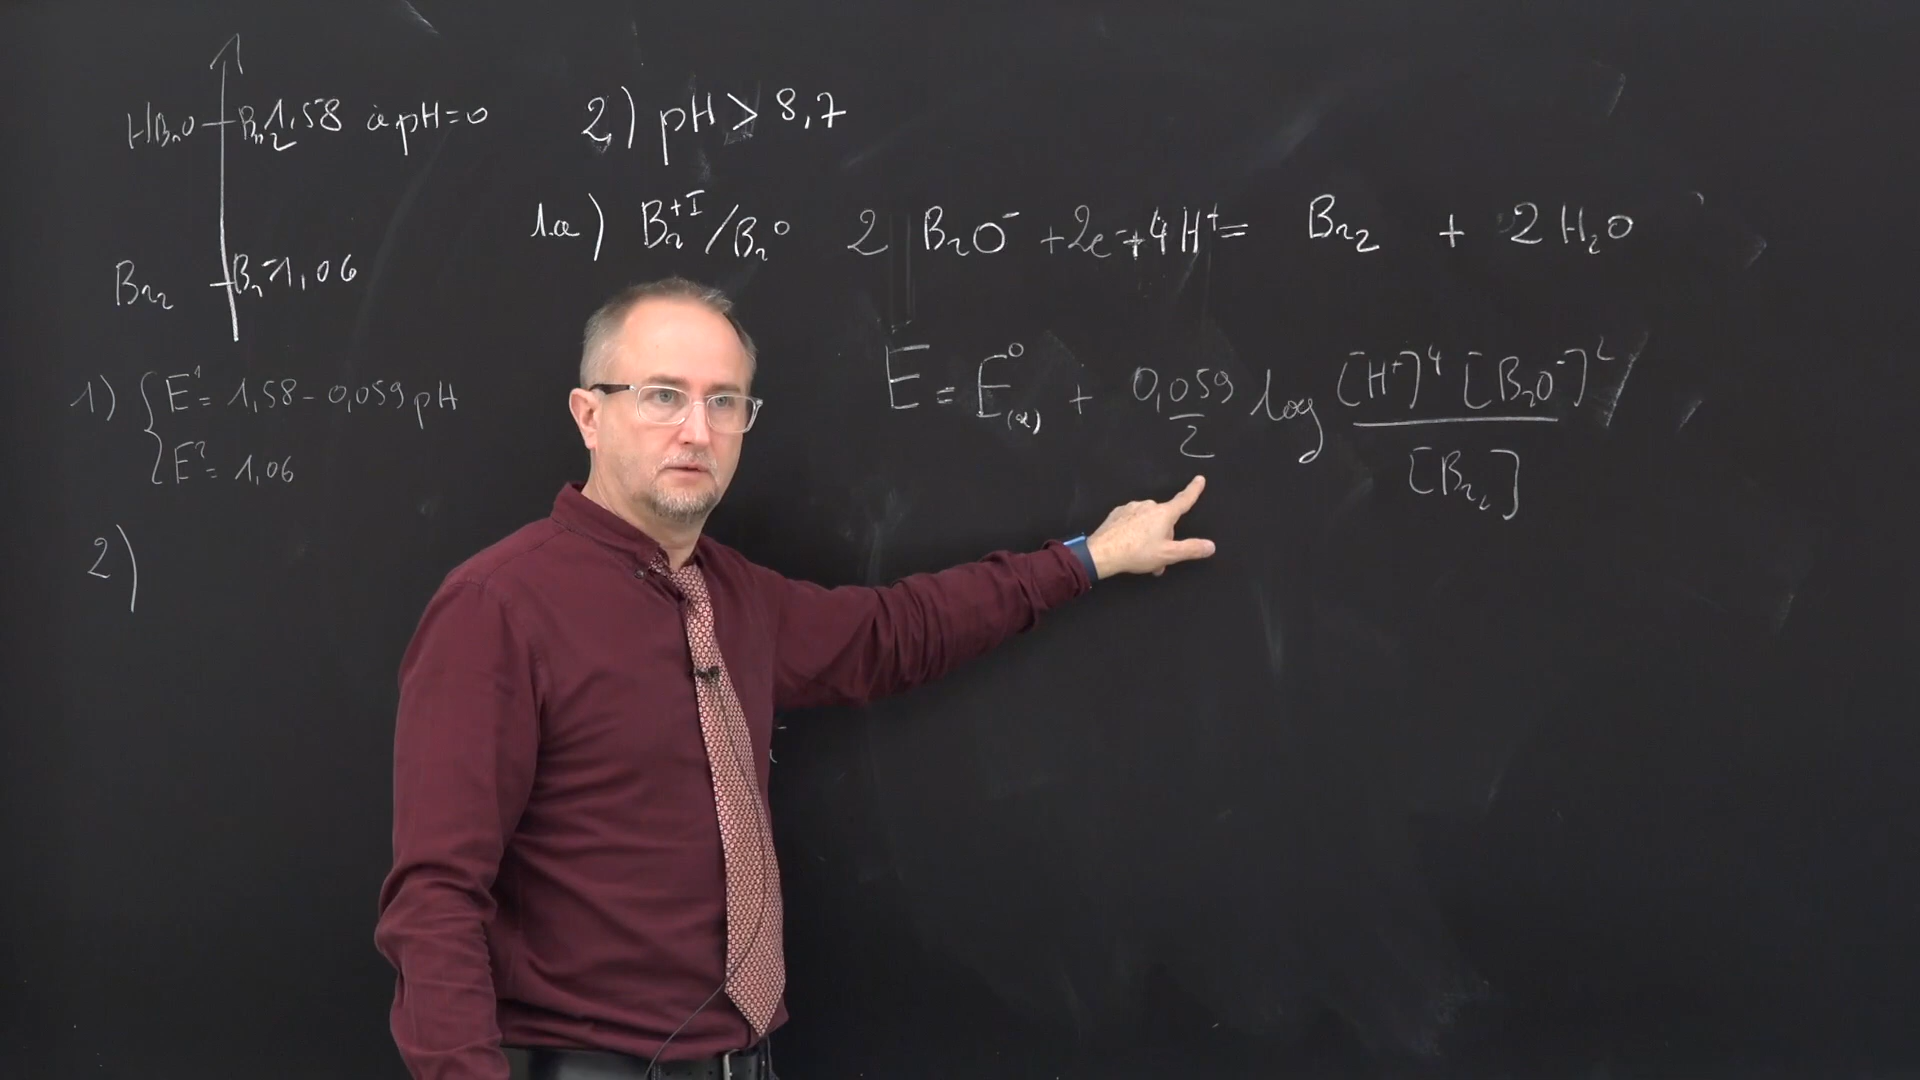 HBrO Br₂ 1,58 à pH=0
Br₂ Br⁻ 1,06
1) { E¹= 1,58 - 0,059 pH
E²= 1,06
2)
2) pH > 8,7
1.a) Br⁺ᴵ/Br⁰ 2 BrO⁻ + 2e⁻ + 4H⁺ = Br₂ + 2 H₂O
E = E⁰₍ₐ₎ + 0,059/2 log [H⁺]⁴ [BrO⁻]² / [Br₂]